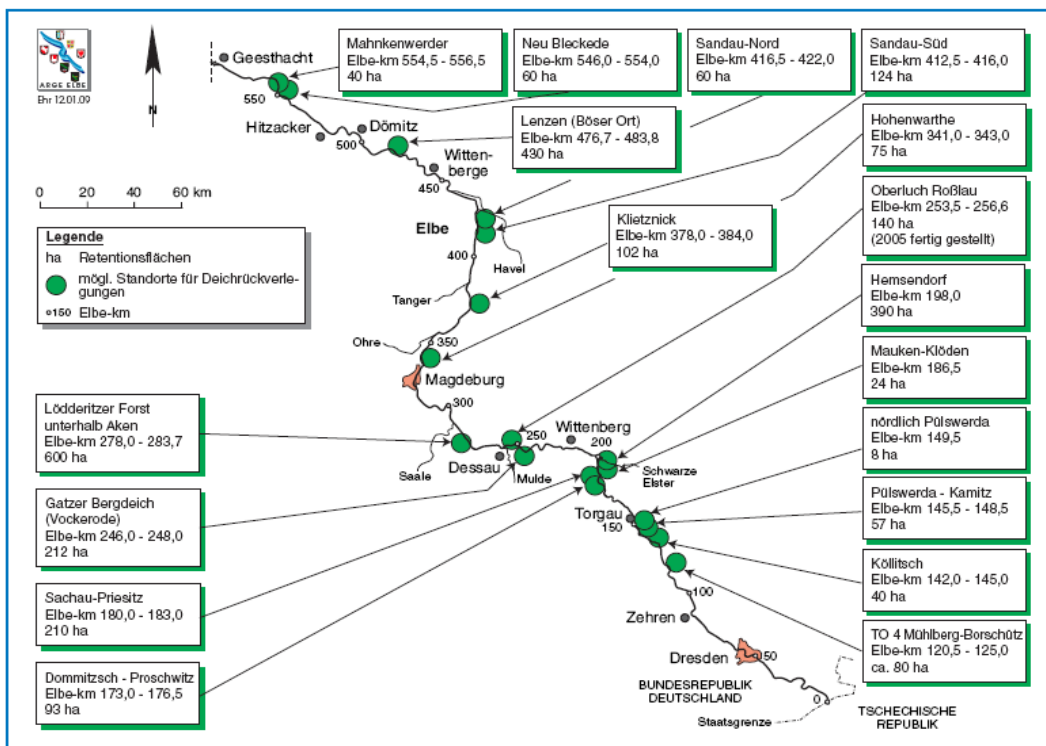 ARGE ELBE
Ehr 12.01.09
N
0 20 40 60 km
Legende
ha Retentionsflächen
mögl. Standorte für Deichrückverle-
gungen
150 Elbe-km
Mahnkenwerder
Elbe-km 554,5 - 556,5
40 ha
Neu Bleckede
Elbe-km 546,0 - 554,0
60 ha
Sandau-Nord
Elbe-km 416,5 - 422,0
60 ha
Sandau-Süd
Elbe-km 412,5 - 416,0
124 ha
Lenzen (Böser Ort)
Elbe-km 476,7 - 483,8
430 ha
Hohenwarthe
Elbe-km 341,0 - 343,0
75 ha
Klietznick
Elbe-km 378,0 - 384,0
102 ha
Oberluch Roßlau
Elbe-km 253,5 - 256,6
140 ha
(2005 fertig gestellt)
Hemsendorf
Elbe-km 198,0
390 ha
Mauken-Klöden
Elbe-km 186,5
24 ha
nördlich Pülswerda
Elbe-km 149,5
8 ha
Pülswerda - Kamitz
Elbe-km 145,5 - 148,5
57 ha
Köllitsch
Elbe-km 142,0 - 145,0
40 ha
TO 4 Mühlberg-Borschütz
Elbe-km 120,5 - 125,0
ca. 80 ha
Lödderitzer Forst
unterhalb Aken
Elbe-km 278,0 - 283,7
600 ha
Gatzer Bergdeich
(Vockerode)
Elbe-km 246,0 - 248,0
212 ha
Sachau-Priesitz
Elbe-km 180,0 - 183,0
210 ha
Dommitzsch - Proschwitz
Elbe-km 173,0 - 176,5
93 ha
Geesthacht
550
Hitzacker
Dömitz
500
Witten-
berge
450
Elbe
Havel
400
Tanger
Ohre
350
Magdeburg
300
Saale
Dessau
250
Mulde
Wittenberg
200
Schwarze
Elster
Torgau
150
100
Zehren
Dresden
50
BUNDESREPUBLIK
DEUTSCHLAND
0
Staatsgrenze
TSCHECHISCHE
REPUBLIK